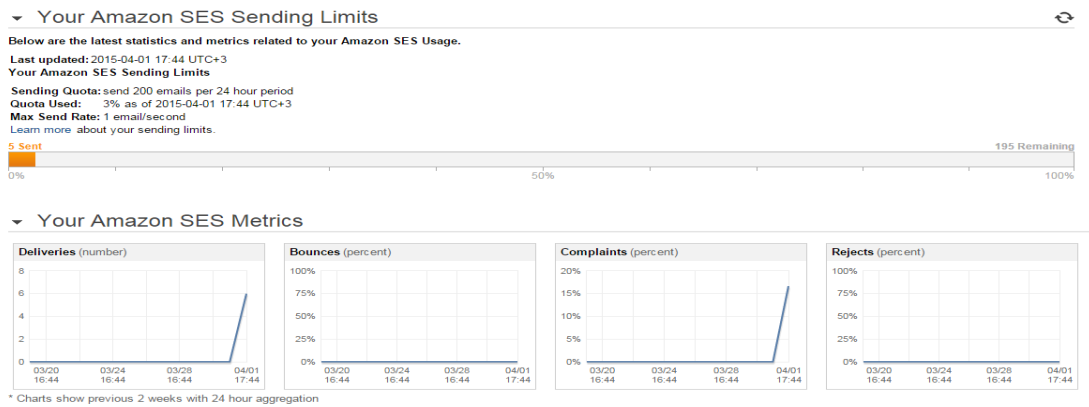 Your Amazon SES Sending Limits
Below are the latest statistics and metrics related to your Amazon SES Usage.
Last updated: 2015-04-01 17:44 UTC+3
Your Amazon SES Sending Limits
Sending Quota: send 200 emails per 24 hour period
Quota Used: 3% as of 2015-04-01 17:44 UTC+3
Max Send Rate: 1 email/second
Learn more about your sending limits.
5 Sent 195 Remaining
0% 50% 100%
Your Amazon SES Metrics
Deliveries (number)
8
6
4
2
0
03/20 03/24 03/28 04/01
16:44 16:44 16:44 17:44
Bounces (percent)
100%
75%
50%
25%
0%
03/20 03/24 03/28 04/01
16:44 16:44 16:44 17:44
Complaints (percent)
20%
15%
10%
5%
0%
03/20 03/24 03/28 04/01
16:44 16:44 16:44 17:44
Rejects (percent)
100%
75%
50%
25%
0%
03/20 03/24 03/28 04/01
16:44 16:44 16:44 17:44
* Charts show previous 2 weeks with 24 hour aggregation